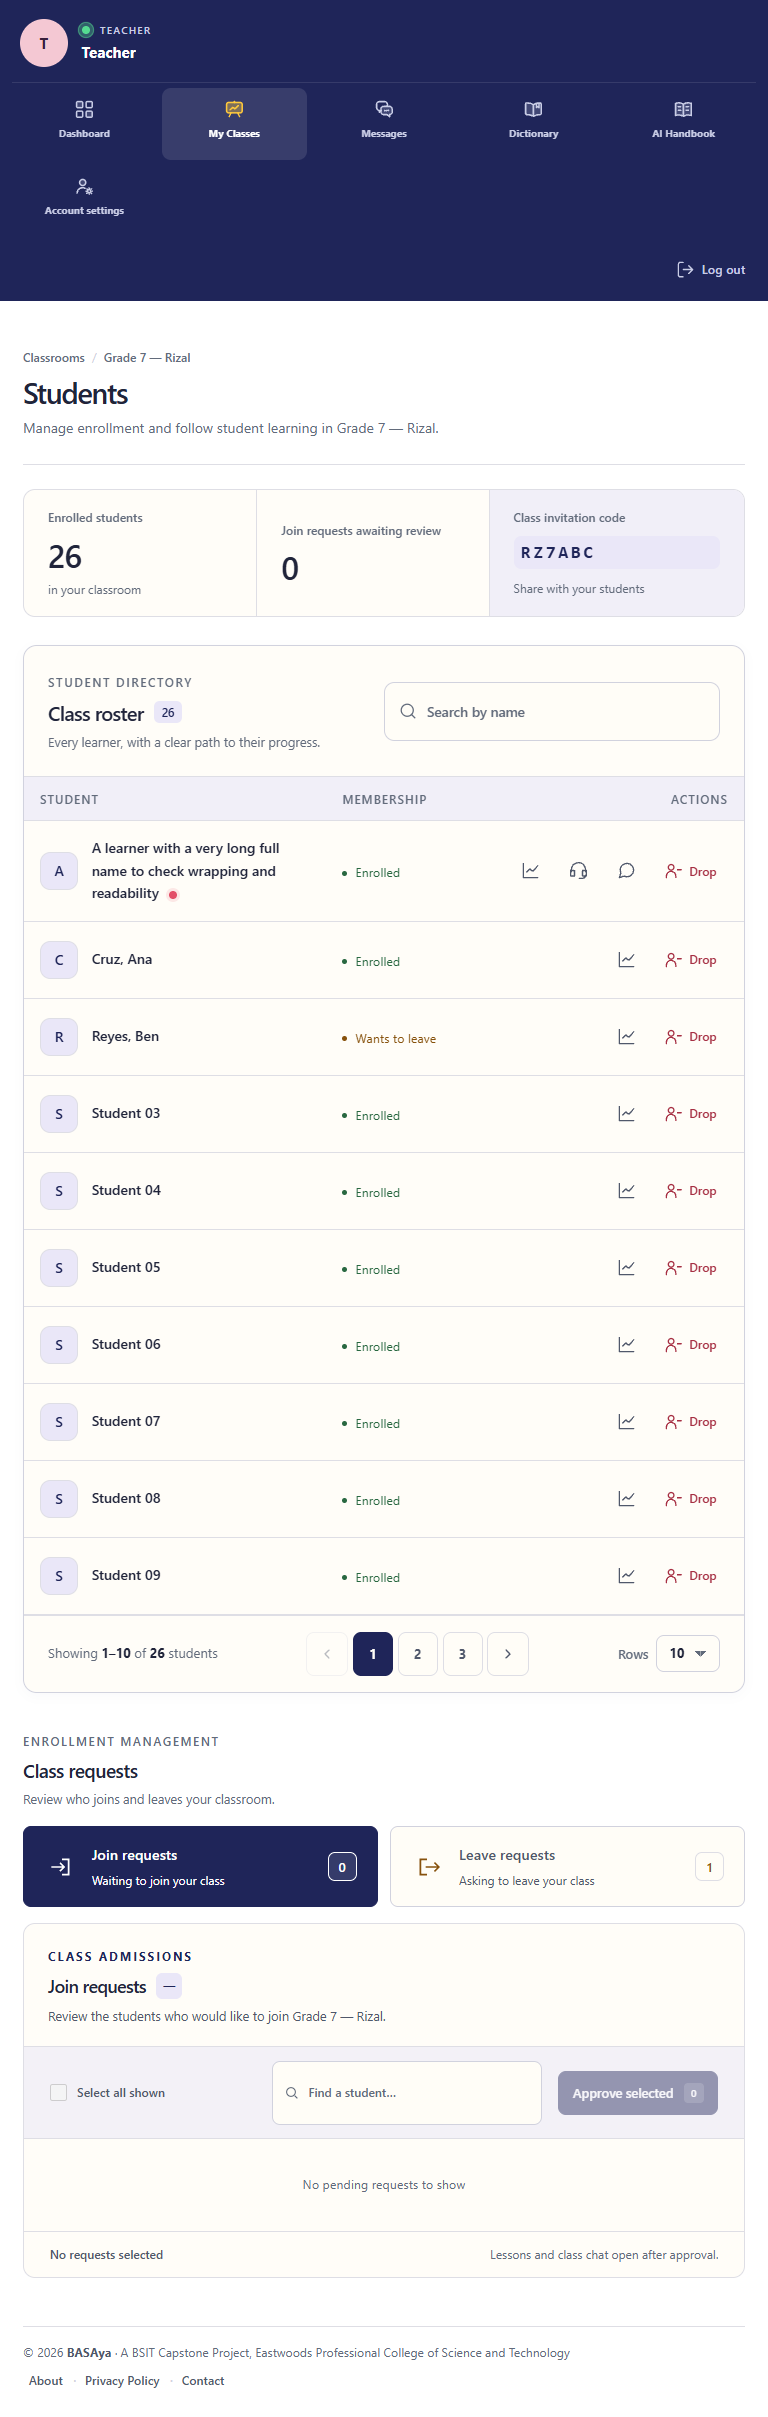 T
TEACHER
Teacher
Dashboard
My Classes
Messages
Dictionary
AI Handbook
Account settings
Log out
Classrooms / Grade 7 — Rizal
Students
Manage enrollment and follow student learning in Grade 7 — Rizal.
Enrolled students
26
in your classroom
Join requests awaiting review
0
Class invitation code
RZ7ABC
Share with your students
STUDENT DIRECTORY
Class roster 26
Every learner, with a clear path to their progress.
Search by name
STUDENT MEMBERSHIP ACTIONS
A A learner with a very long full
name to check wrapping and
readability
Enrolled Drop
C Cruz, Ana Enrolled Drop
R Reyes, Ben Wants to leave Drop
S Student 03 Enrolled Drop
S Student 04 Enrolled Drop
S Student 05 Enrolled Drop
S Student 06 Enrolled Drop
S Student 07 Enrolled Drop
S Student 08 Enrolled Drop
S Student 09 Enrolled Drop
Showing 1–10 of 26 students 1 2 3 Rows 10
ENROLLMENT MANAGEMENT
Class requests
Review who joins and leaves your classroom.
Join requests
Waiting to join your class
0
Leave requests
Asking to leave your class
1
CLASS ADMISSIONS
Join requests —
Review the students who would like to join Grade 7 — Rizal.
Select all shown
Find a student...
Approve selected 0
No pending requests to show
No requests selected
Lessons and class chat open after approval.
© 2026 BASAya · A BSIT Capstone Project, Eastwoods Professional College of Science and Technology
About · Privacy Policy · Contact